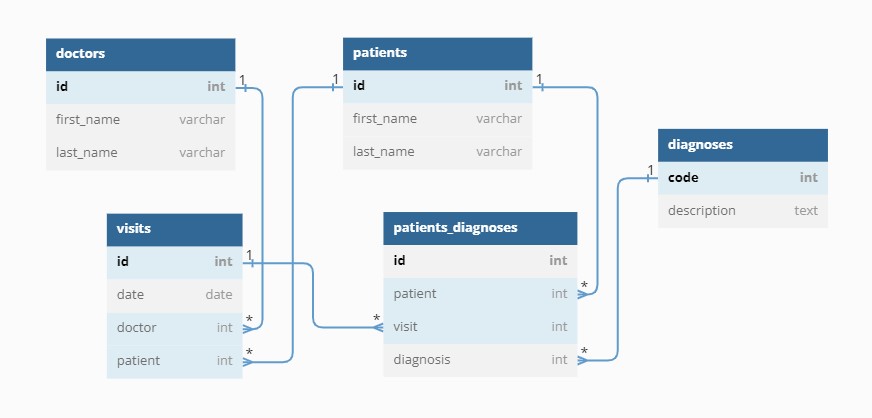 doctors
id int
first_name varchar
last_name varchar
patients
id int
first_name varchar
last_name varchar
diagnoses
code int
description text
visits
id int
date date
doctor int
patient int
patients_diagnoses
id int
patient int
visit int
diagnosis int
1
1
1
1
1
*
*
*
*
*